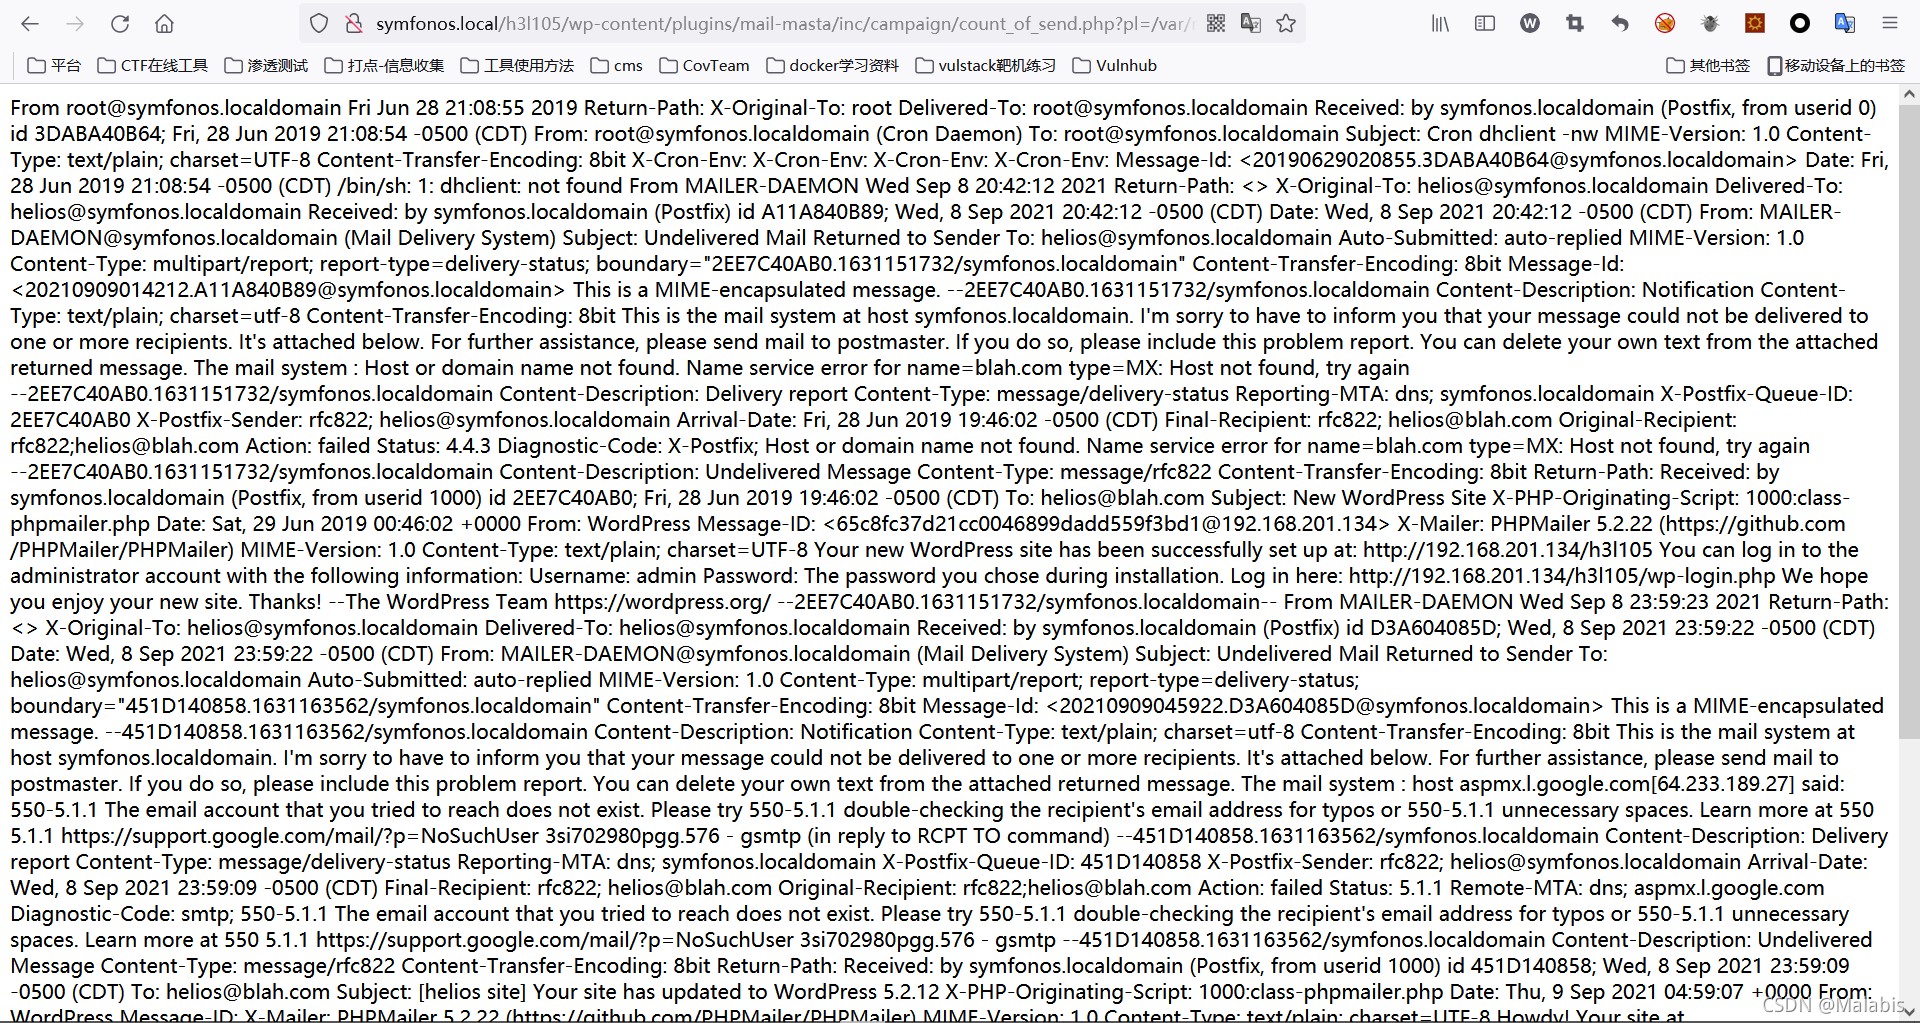 symfonos.local/h3l105/wp-content/plugins/mail-masta/inc/campaign/count_of_send.php?pl=/var/
平台 CTF在线工具 渗透测试 打点-信息收集 工具使用方法 cms CovTeam docker学习资料 vulstack靶机练习 Vulnhub 其他书签 移动设备上的书签
From root@symfonos.localdomain Fri Jun 28 21:08:55 2019 Return-Path: X-Original-To: root Delivered-To: root@symfonos.localdomain Received: by symfonos.localdomain (Postfix, from userid 0)
id 3DABA40B64; Fri, 28 Jun 2019 21:08:54 -0500 (CDT) From: root@symfonos.localdomain (Cron Daemon) To: root@symfonos.localdomain Subject: Cron dhclient -nw MIME-Version: 1.0 Content-
Type: text/plain; charset=UTF-8 Content-Transfer-Encoding: 8bit X-Cron-Env: X-Cron-Env: X-Cron-Env: X-Cron-Env: Message-Id: <20190629020855.3DABA40B64@symfonos.localdomain> Date: Fri,
28 Jun 2019 21:08:54 -0500 (CDT) /bin/sh: 1: dhclient: not found From MAILER-DAEMON Wed Sep 8 20:42:12 2021 Return-Path: <> X-Original-To: helios@symfonos.localdomain Delivered-To:
helios@symfonos.localdomain Received: by symfonos.localdomain (Postfix) id A11A840B89; Wed, 8 Sep 2021 20:42:12 -0500 (CDT) Date: Wed, 8 Sep 2021 20:42:12 -0500 (CDT) From: MAILER-
DAEMON@symfonos.localdomain (Mail Delivery System) Subject: Undelivered Mail Returned to Sender To: helios@symfonos.localdomain Auto-Submitted: auto-replied MIME-Version: 1.0
Content-Type: multipart/report; report-type=delivery-status; boundary="2EE7C40AB0.1631151732/symfonos.localdomain" Content-Transfer-Encoding: 8bit Message-Id:
<20210909014212.A11A840B89@symfonos.localdomain> This is a MIME-encapsulated message. --2EE7C40AB0.1631151732/symfonos.localdomain Content-Description: Notification Content-
Type: text/plain; charset=utf-8 Content-Transfer-Encoding: 8bit This is the mail system at host symfonos.localdomain. I'm sorry to have to inform you that your message could not be delivered to
one or more recipients. It's attached below. For further assistance, please send mail to postmaster. If you do so, please include this problem report. You can delete your own text from the attached
returned message. The mail system : Host or domain name not found. Name service error for name=blah.com type=MX: Host not found, try again
--2EE7C40AB0.1631151732/symfonos.localdomain Content-Description: Delivery report Content-Type: message/delivery-status Reporting-MTA: dns; symfonos.localdomain X-Postfix-Queue-ID:
2EE7C40AB0 X-Postfix-Sender: rfc822; helios@symfonos.localdomain Arrival-Date: Fri, 28 Jun 2019 19:46:02 -0500 (CDT) Final-Recipient: rfc822; helios@blah.com Original-Recipient:
rfc822;helios@blah.com Action: failed Status: 4.4.3 Diagnostic-Code: X-Postfix; Host or domain name not found. Name service error for name=blah.com type=MX: Host not found, try again
--2EE7C40AB0.1631151732/symfonos.localdomain Content-Description: Undelivered Message Content-Type: message/rfc822 Content-Transfer-Encoding: 8bit Return-Path: Received: by
symfonos.localdomain (Postfix, from userid 1000) id 2EE7C40AB0; Fri, 28 Jun 2019 19:46:02 -0500 (CDT) To: helios@blah.com Subject: New WordPress Site X-PHP-Originating-Script: 1000:class-
phpmailer.php Date: Sat, 29 Jun 2019 00:46:02 +0000 From: WordPress Message-ID: <65c8fc37d21cc0046899dadd559f3bd1@192.168.201.134> X-Mailer: PHPMailer 5.2.22 (https://github.com
/PHPMailer/PHPMailer) MIME-Version: 1.0 Content-Type: text/plain; charset=UTF-8 Your new WordPress site has been successfully set up at: http://192.168.201.134/h3l105 You can log in to the
administrator account with the following information: Username: admin Password: The password you chose during installation. Log in here: http://192.168.201.134/h3l105/wp-login.php We hope
you enjoy your new site. Thanks! --The WordPress Team https://wordpress.org/ --2EE7C40AB0.1631151732/symfonos.localdomain-- From MAILER-DAEMON Wed Sep 8 23:59:23 2021 Return-Path:
<> X-Original-To: helios@symfonos.localdomain Delivered-To: helios@symfonos.localdomain Received: by symfonos.localdomain (Postfix) id D3A604085D; Wed, 8 Sep 2021 23:59:22 -0500 (CDT)
Date: Wed, 8 Sep 2021 23:59:22 -0500 (CDT) From: MAILER-DAEMON@symfonos.localdomain (Mail Delivery System) Subject: Undelivered Mail Returned to Sender To:
helios@symfonos.localdomain Auto-Submitted: auto-replied MIME-Version: 1.0 Content-Type: multipart/report; report-type=delivery-status;
boundary="451D140858.1631163562/symfonos.localdomain" Content-Transfer-Encoding: 8bit Message-Id: <20210909045922.D3A604085D@symfonos.localdomain> This is a MIME-encapsulated
message. --451D140858.1631163562/symfonos.localdomain Content-Description: Notification Content-Type: text/plain; charset=utf-8 Content-Transfer-Encoding: 8bit This is the mail system at
host symfonos.localdomain. I'm sorry to have to inform you that your message could not be delivered to one or more recipients. It's attached below. For further assistance, please send mail to
postmaster. If you do so, please include this problem report. You can delete your own text from the attached returned message. The mail system : host aspmx.l.google.com[64.233.189.27] said:
550-5.1.1 The email account that you tried to reach does not exist. Please try 550-5.1.1 double-checking the recipient's email address for typos or 550-5.1.1 unnecessary spaces. Learn more at 550
5.1.1 https://support.google.com/mail/?p=NoSuchUser 3si702980pgg.576 - gsmtp (in reply to RCPT TO command) --451D140858.1631163562/symfonos.localdomain Content-Description: Delivery
report Content-Type: message/delivery-status Reporting-MTA: dns; symfonos.localdomain X-Postfix-Queue-ID: 451D140858 X-Postfix-Sender: rfc822; helios@symfonos.localdomain Arrival-Date:
Wed, 8 Sep 2021 23:59:09 -0500 (CDT) Final-Recipient: rfc822; helios@blah.com Original-Recipient: rfc822;helios@blah.com Action: failed Status: 5.1.1 Remote-MTA: dns; aspmx.l.google.com
Diagnostic-Code: smtp; 550-5.1.1 The email account that you tried to reach does not exist. Please try 550-5.1.1 double-checking the recipient's email address for typos or 550-5.1.1 unnecessary
spaces. Learn more at 550 5.1.1 https://support.google.com/mail/?p=NoSuchUser 3si702980pgg.576 - gsmtp --451D140858.1631163562/symfonos.localdomain Content-Description: Undelivered
Message Content-Type: message/rfc822 Content-Transfer-Encoding: 8bit Return-Path: Received: by symfonos.localdomain (Postfix, from userid 1000) id 451D140858; Wed, 8 Sep 2021 23:59:09
-0500 (CDT) To: helios@blah.com Subject: [helios site] Your site has updated to WordPress 5.2.12 X-PHP-Originating-Script: 1000:class-phpmailer.php Date: Thu, 9 Sep 2021 04:59:07 +0000 From:
WordPress Message-ID: X-Mailer: PHPMailer 5.2.22 (https://github.com/PHPMailer/PHPMailer) MIME-Version: 1.0 Content-Type: text/plain; charset=UTF-8 Howdy! Your site at
CSDN @Malabis